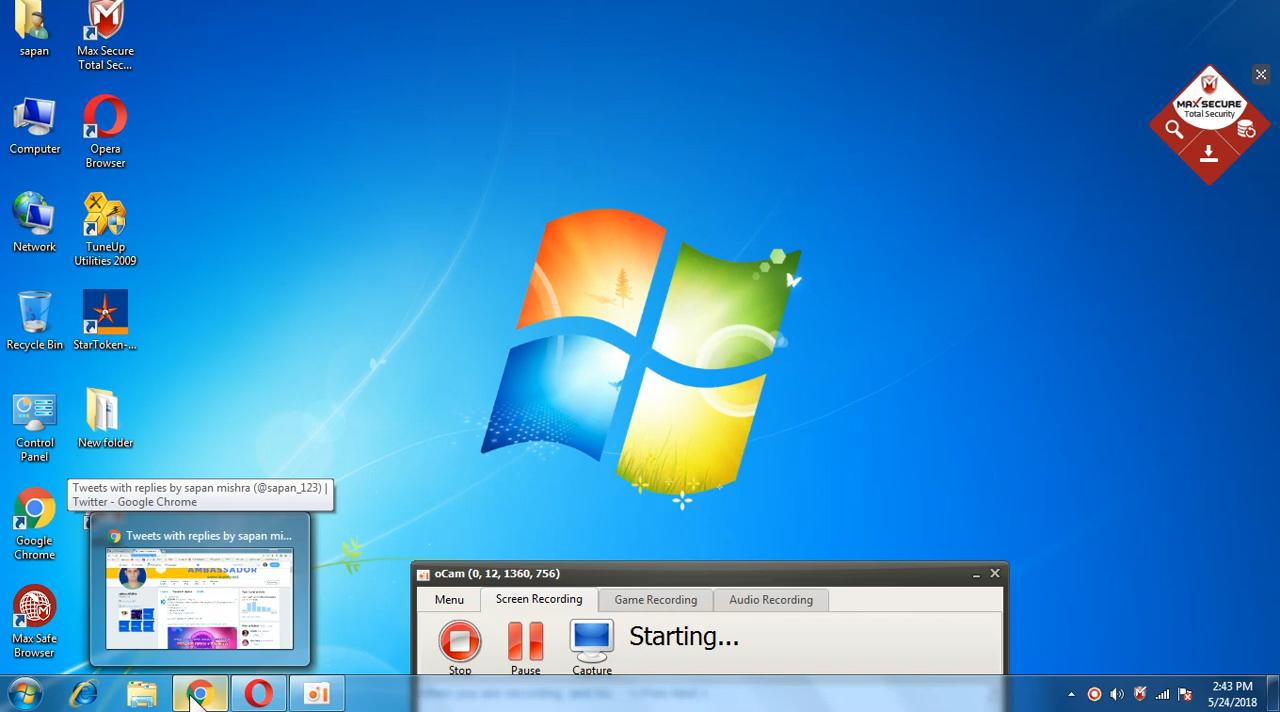 sapan
Max Secure
Total Sec...
Computer
Opera
Browser
Network
TuneUp
Utilities 2009
Recycle Bin
StarToken-...
Control
Panel
New folder
Google
Chrome
Max Safe
Browser
MAX SECURE
Total Security
Tweets with replies by sapan mishra (@sapan_123) |
Twitter - Google Chrome
Tweets with replies by sapan mi...
AMBASSADOR
oCam (0, 12, 1360, 756)
Menu
Screen Recording
Game Recording
Audio Recording
Stop
Pause
Capture
Starting...
2:43 PM
5/24/2018